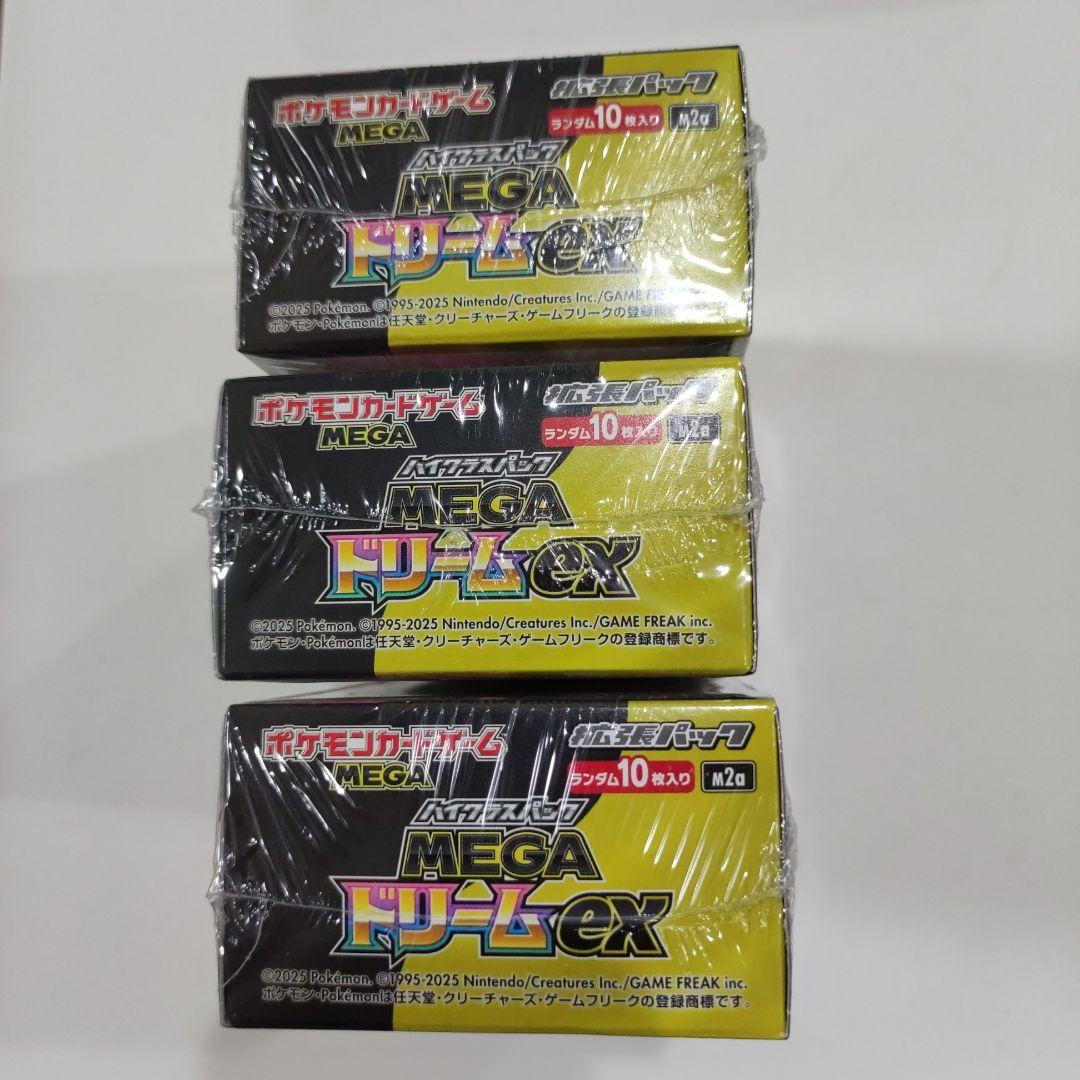 ポケモンカードゲーム
MEGA
拡張パック
ランダム10枚入り M2a
ハイクラスパック
MEGA
ドリームex
©2025 Pokémon. ©1995-2025 Nintendo/Creatures Inc./GAME FREAK inc.
ポケモン・Pokémonは任天堂・クリーチャーズ・ゲームフリークの登録商標です。
ポケモンカードゲーム
MEGA
拡張パック
ランダム10枚入り M2a
ハイクラスパック
MEGA
ドリームex
©2025 Pokémon. ©1995-2025 Nintendo/Creatures Inc./GAME FREAK inc.
ポケモン・Pokémonは任天堂・クリーチャーズ・ゲームフリークの登録商標です。
ポケモンカードゲーム
MEGA
拡張パック
ランダム10枚入り M2a
ハイクラスパック
MEGA
ドリームex
©2025 Pokémon. ©1995-2025 Nintendo/Creatures Inc./GAME FREAK inc.
ポケモン・Pokémonは任天堂・クリーチャーズ・ゲームフリークの登録商標です。